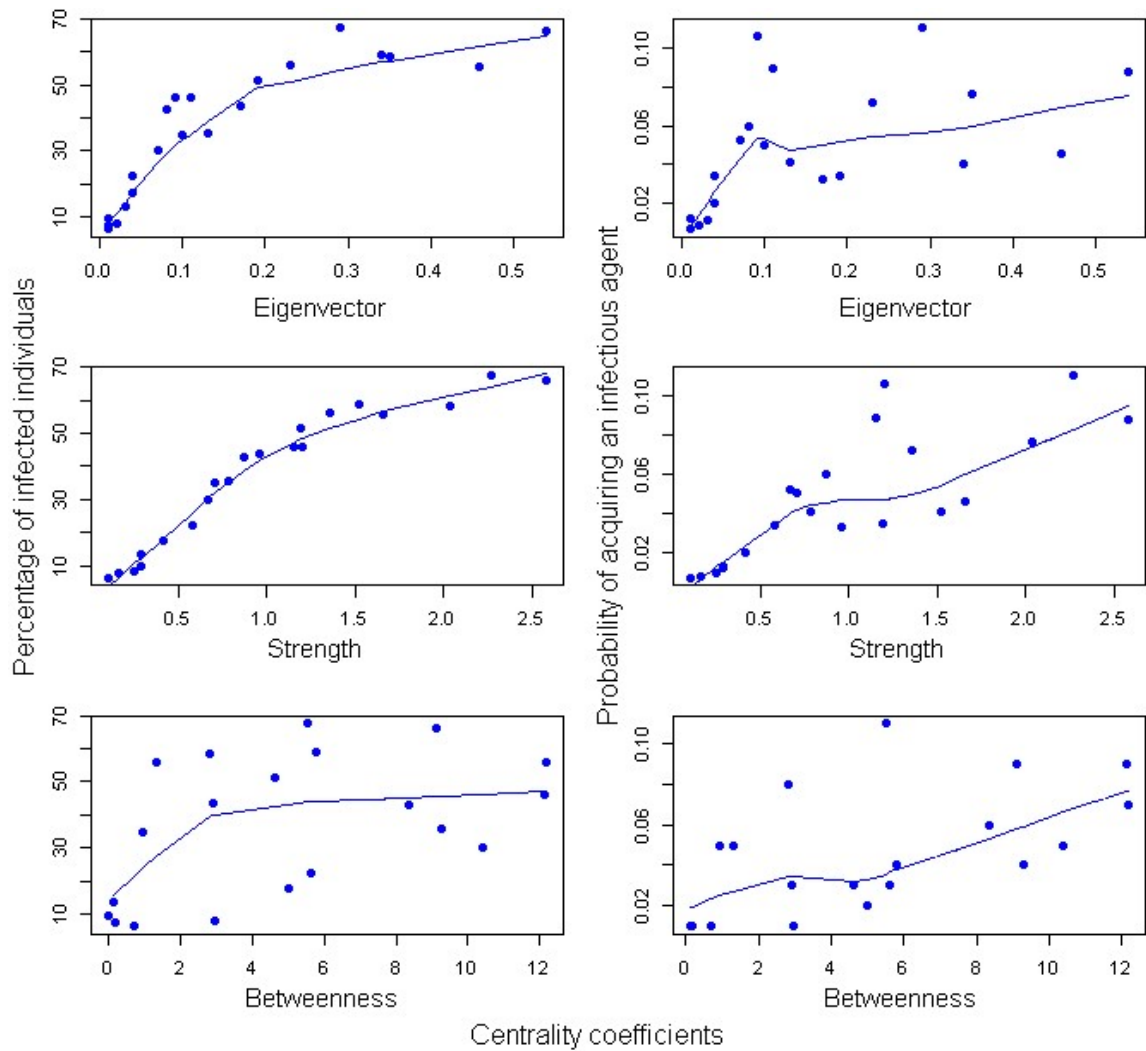 Percentage of infected individuals
70
50
30
10
0.0 0.1 0.2 0.3 0.4 0.5
Eigenvector
70
50
30
10
0.5 1.0 1.5 2.0 2.5
Strength
70
50
30
10
0 2 4 6 8 10 12
Betweenness
Probability of acquiring an infectious agent
0.10
0.06
0.02
0.0 0.1 0.2 0.3 0.4 0.5
Eigenvector
0.10
0.06
0.02
0.5 1.0 1.5 2.0 2.5
Strength
0.10
0.06
0.02
0 2 4 6 8 10 12
Betweenness
Centrality coefficients